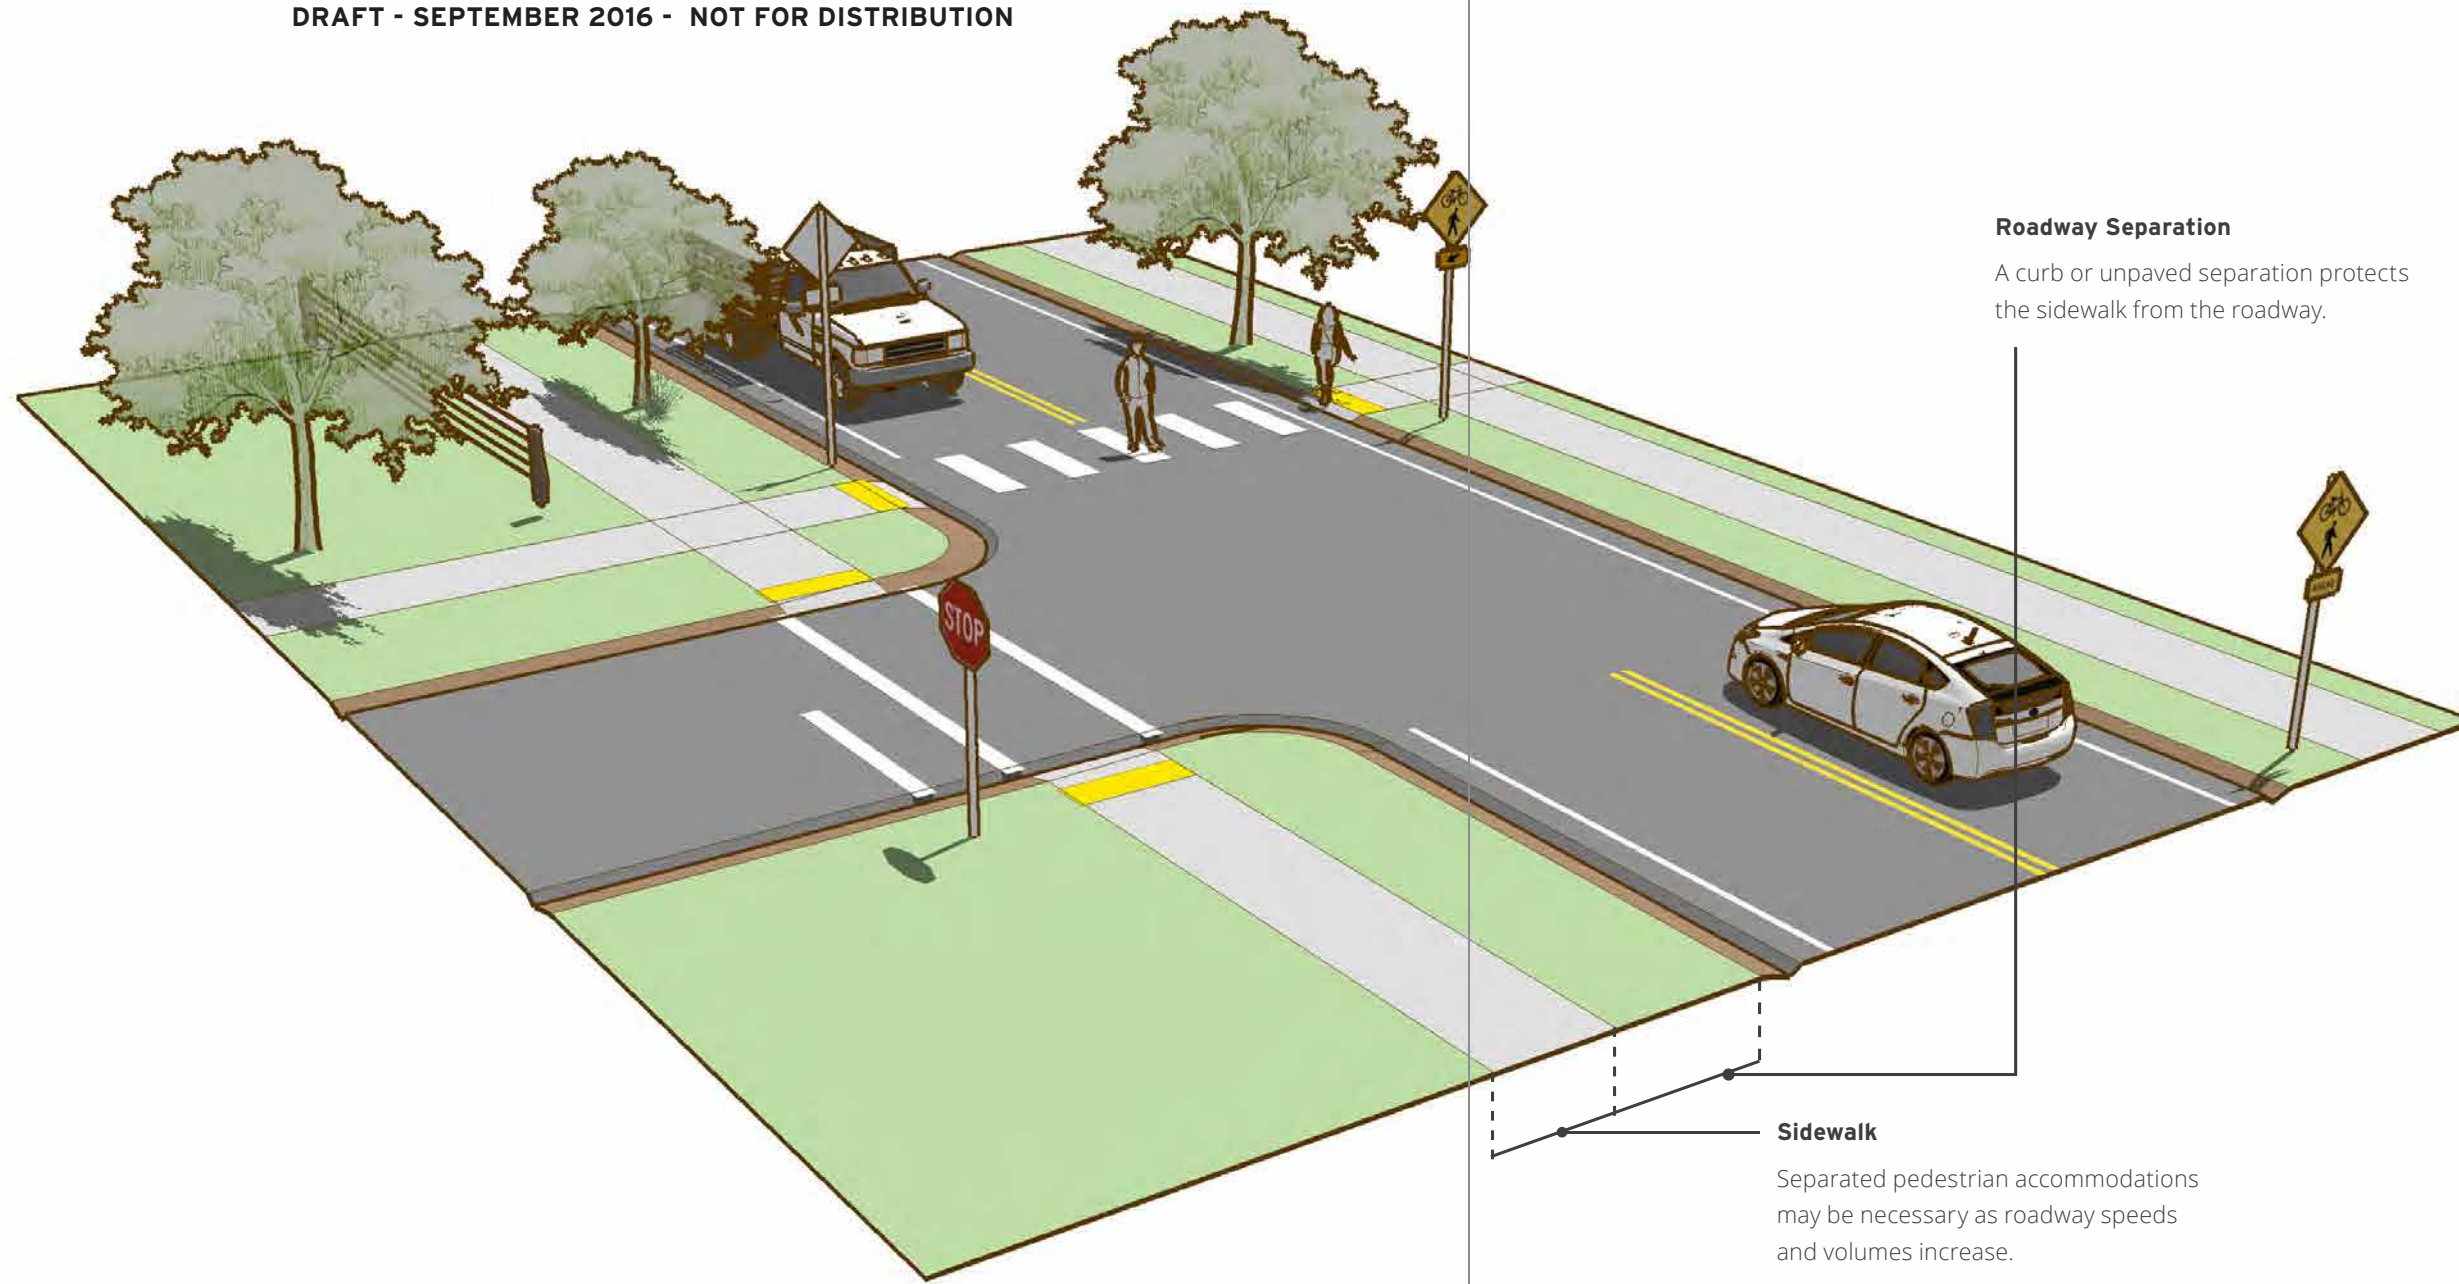 DRAFT - SEPTEMBER 2016 - NOT FOR DISTRIBUTION
Roadway Separation
A curb or unpaved separation protects
the sidewalk from the roadway.
STOP
AHEAD
Sidewalk
Separated pedestrian accommodations
may be necessary as roadway speeds
and volumes increase.